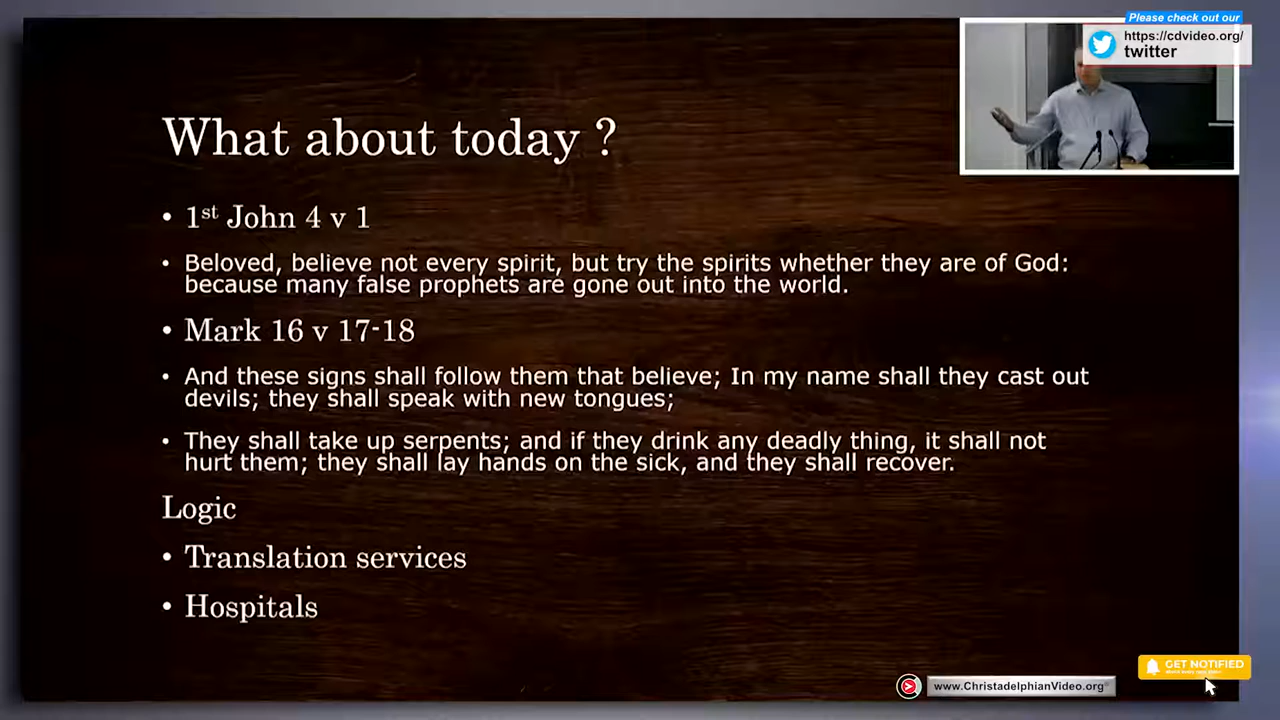 Please check out our
https://cdvideo.org/
twitter
What about today ?
• 1st John 4 v 1
• Beloved, believe not every spirit, but try the spirits whether they are of God:
because many false prophets are gone out into the world.
• Mark 16 v 17-18
• And these signs shall follow them that believe; In my name shall they cast out
devils; they shall speak with new tongues;
• They shall take up serpents; and if they drink any deadly thing, it shall not
hurt them; they shall lay hands on the sick, and they shall recover.
Logic
• Translation services
• Hospitals
GET NOTIFIED
www.ChristadelphianVideo.org